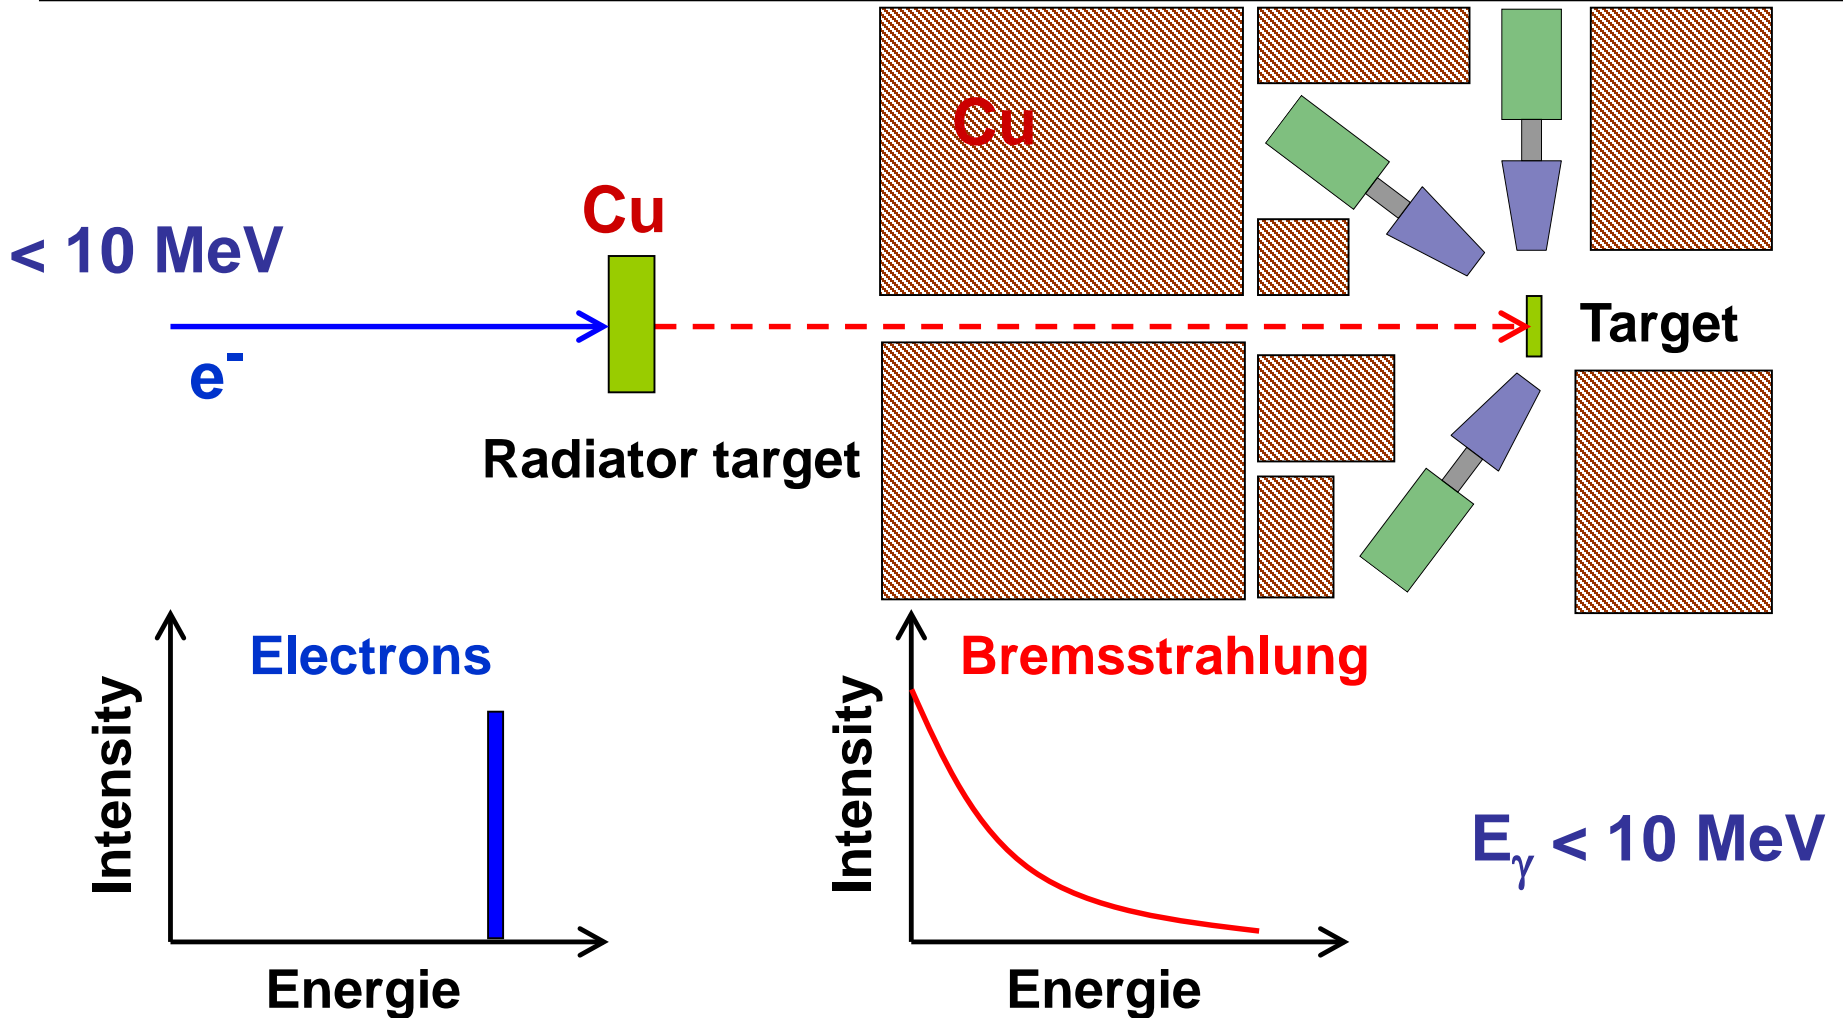 Cu
Cu
< 10 MeV
e⁻
Target
Radiator target
Electrons
Intensity
Energie
Bremsstrahlung
Intensity
Energie
Eγ < 10 MeV